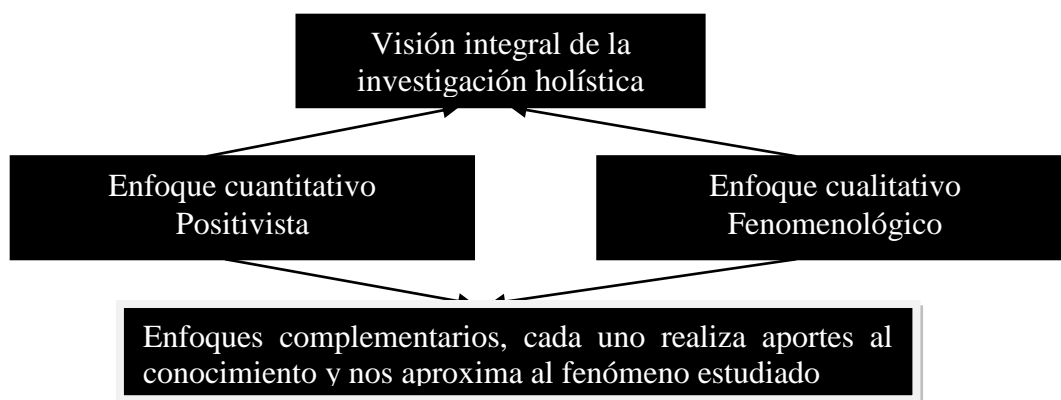 Visión integral de la
investigación holística
Enfoque cuantitativo
Positivista
Enfoque cualitativo
Fenomenológico
Enfoques complementarios, cada uno realiza aportes al
conocimiento y nos aproxima al fenómeno estudiado